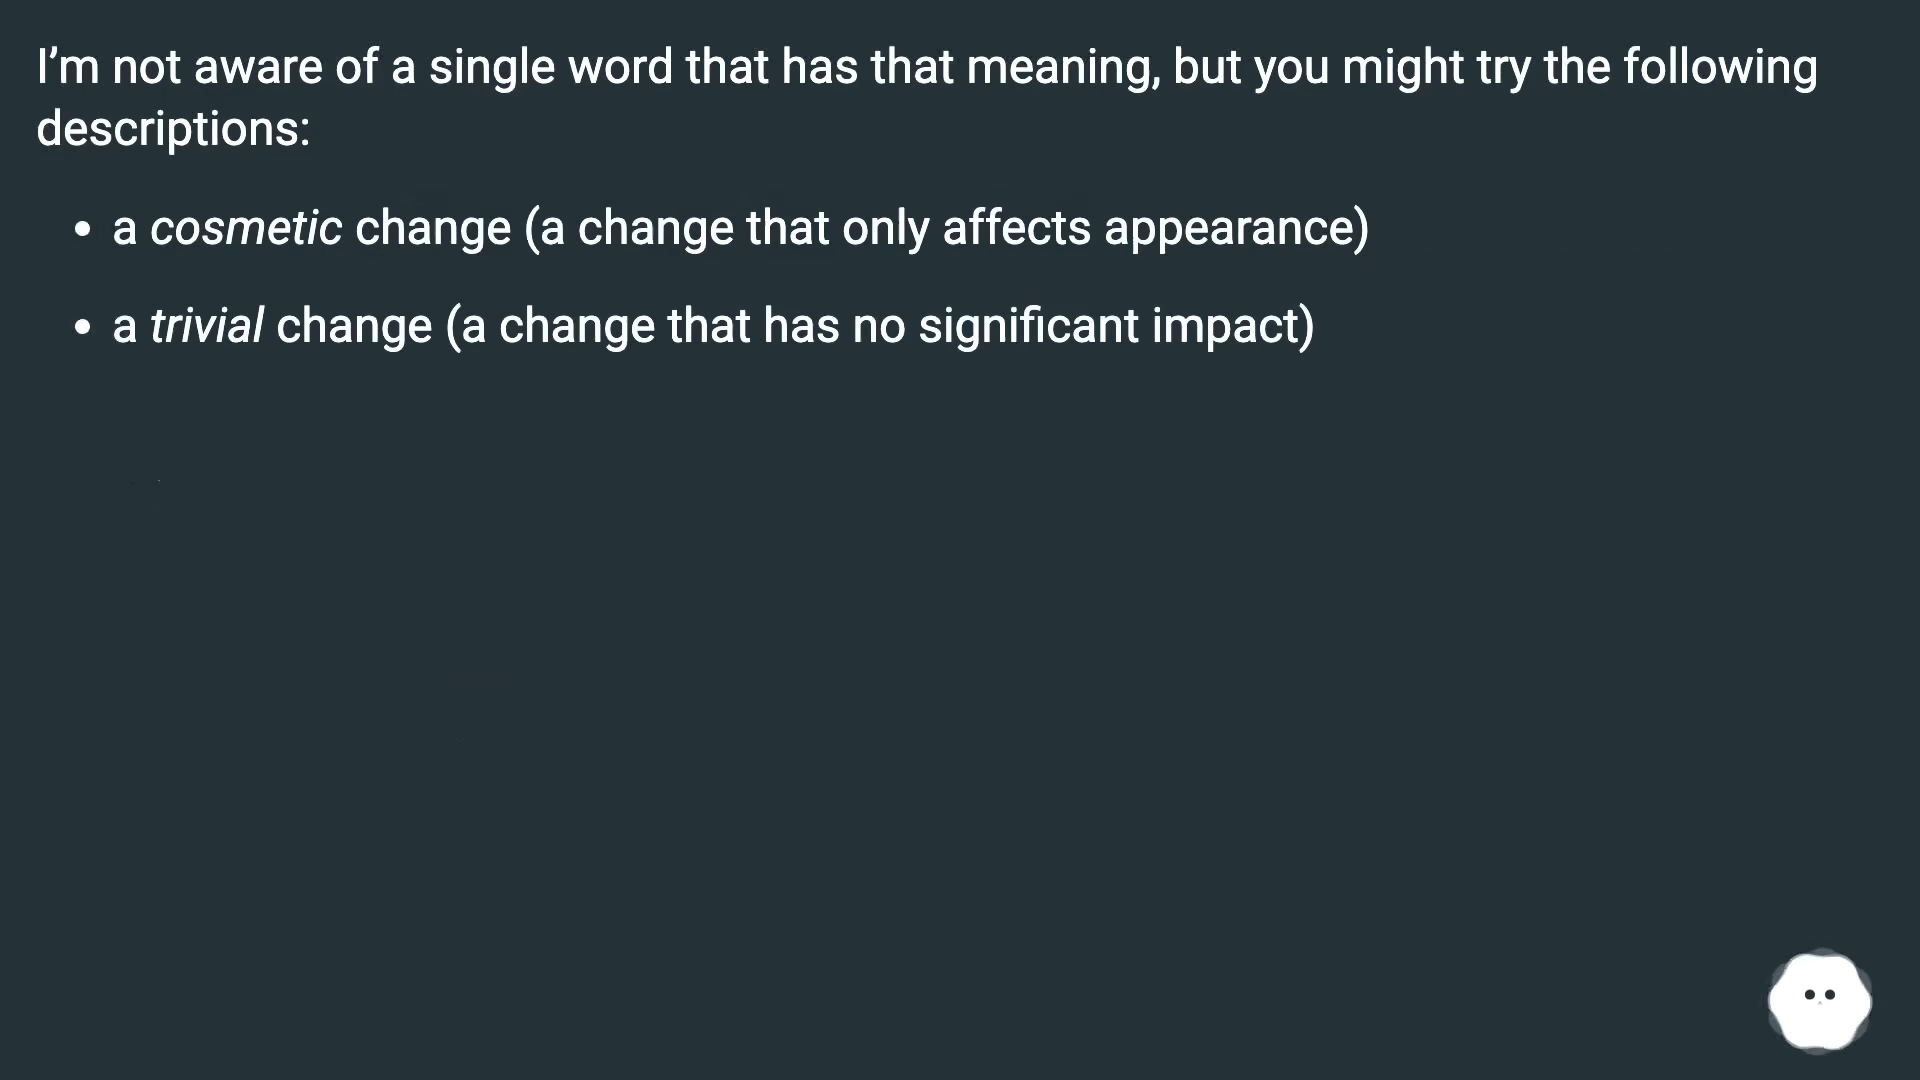 I’m not aware of a single word that has that meaning, but you might try the following
descriptions:
• a cosmetic change (a change that only affects appearance)
• a trivial change (a change that has no significant impact)